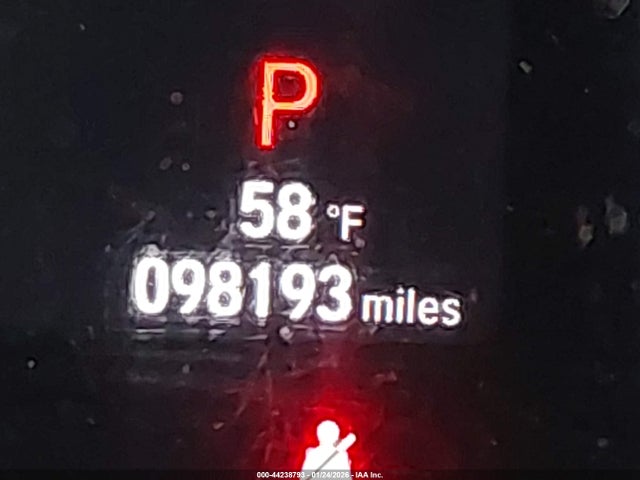 P
58 °F
098193 miles
000-44238793 - 01/24/2026 - IAA Inc.